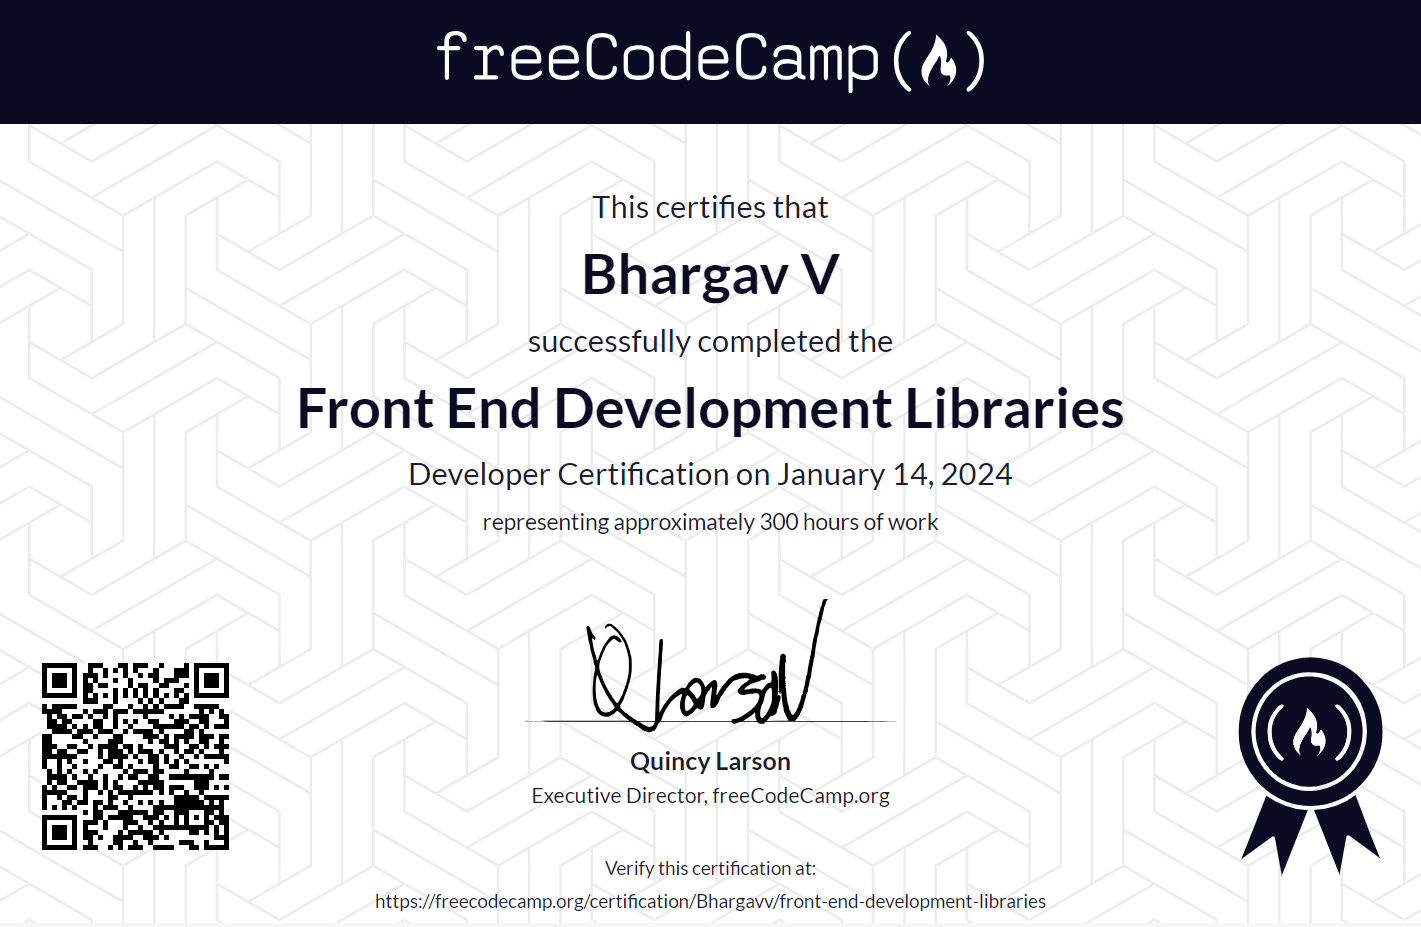 freeCodeCamp
This certifies that
Bhargav V
successfully completed the
Front End Development Libraries
Developer Certification on January 14, 2024
representing approximately 300 hours of work
Quincy Larson
Executive Director, freeCodeCamp.org
Verify this certification at:
https://freecodecamp.org/certification/Bhargavv/front-end-development-libraries